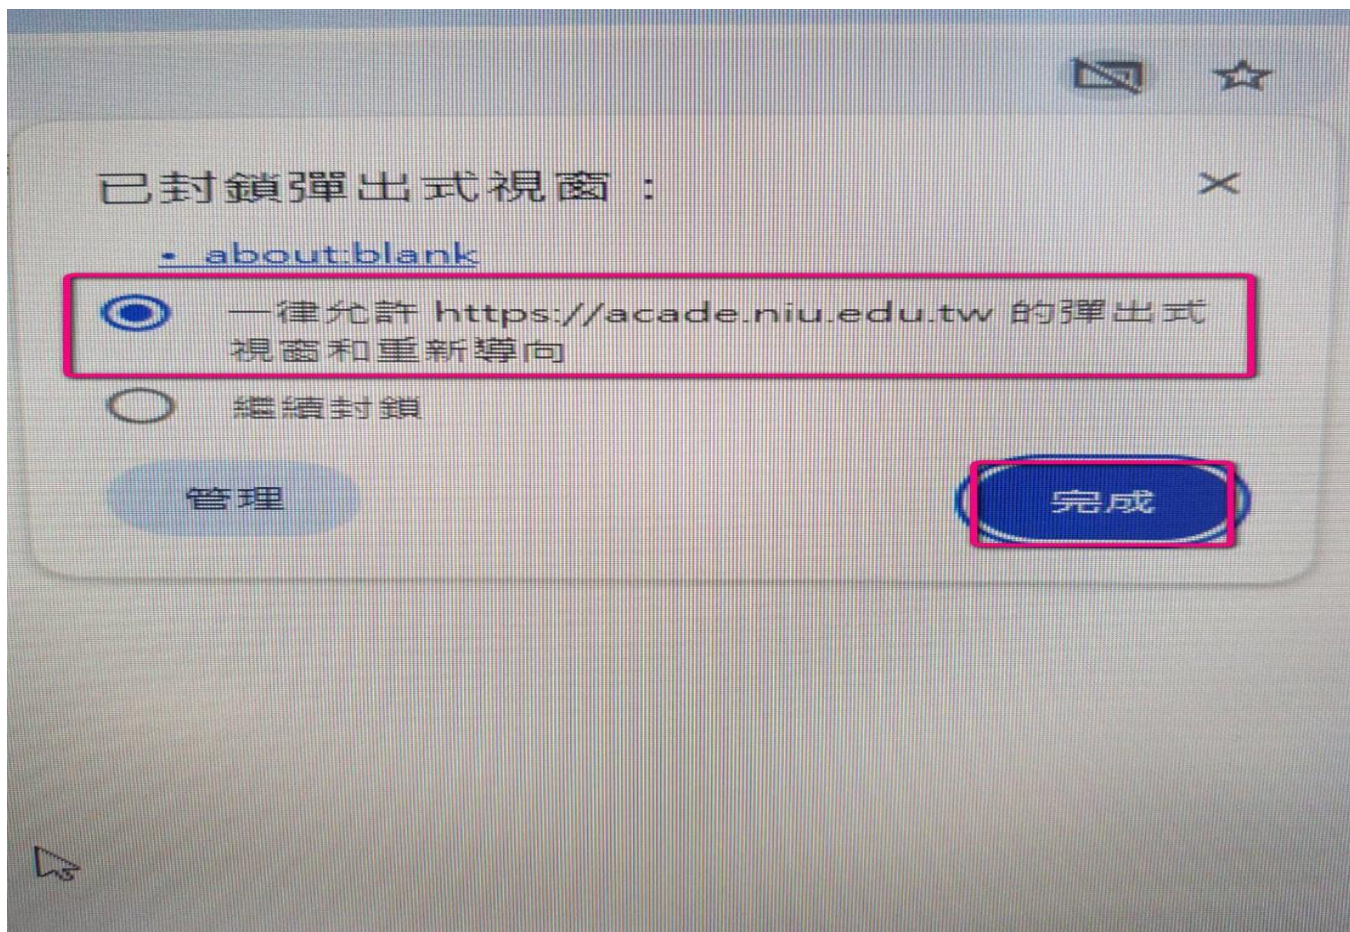 已封鎖彈出式視窗：
• about:blank
一律允許 https://acade.niu.edu.tw 的彈出式
視窗和重新導向
繼續封鎖
管理
完成